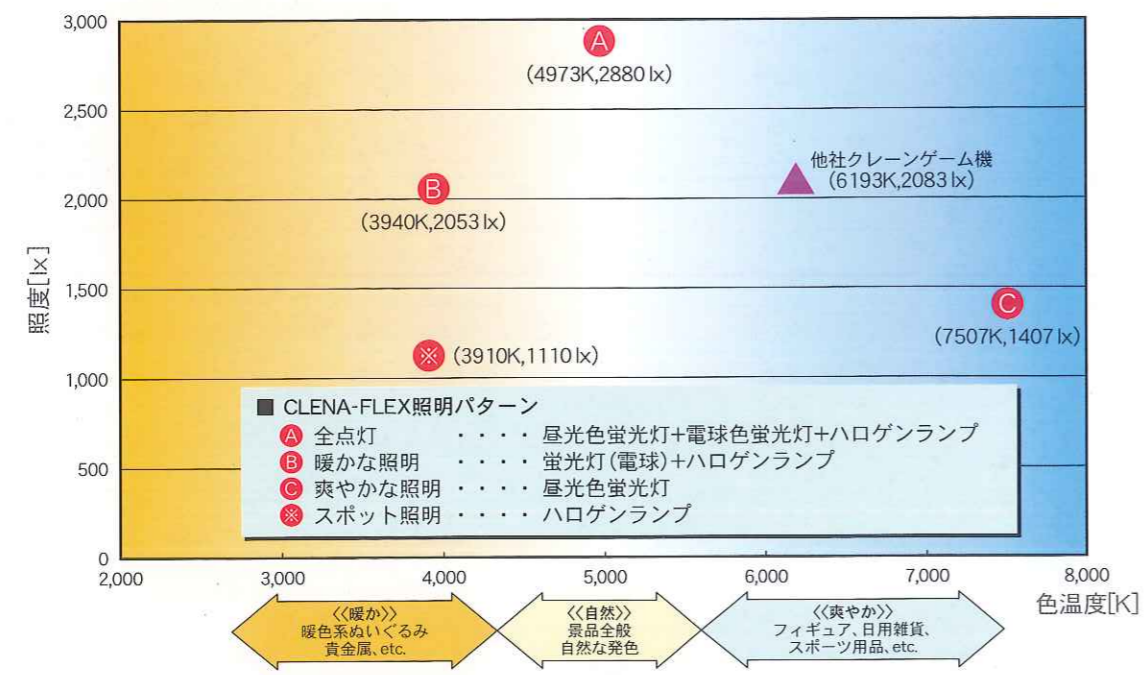 3,000
2,500
2,000
1,500
1,000
500
0
照度[lx]
A
(4973K,2880 lx)
B
(3940K,2053 lx)
他社クレーンゲーム機
(6193K,2083 lx)
C
(7507K,1407 lx)
※
(3910K,1110 lx)
■ CLENA-FLEX照明パターン
A 全点灯 ・・・・ 昼光色蛍光灯+電球色蛍光灯+ハロゲンランプ
B 暖かな照明 ・・・・ 蛍光灯(電球)+ハロゲンランプ
C 爽やかな照明 ・・・・ 昼光色蛍光灯
※ スポット照明 ・・・・ ハロゲンランプ
2,000 3,000 4,000 5,000 6,000 7,000 8,000
色温度[K]
《暖か》
暖色系ぬいぐるみ
貴金属、etc.
《自然》
景品全般
自然な発色
《爽やか》
フィギュア、日用雑貨、
スポーツ用品、etc.